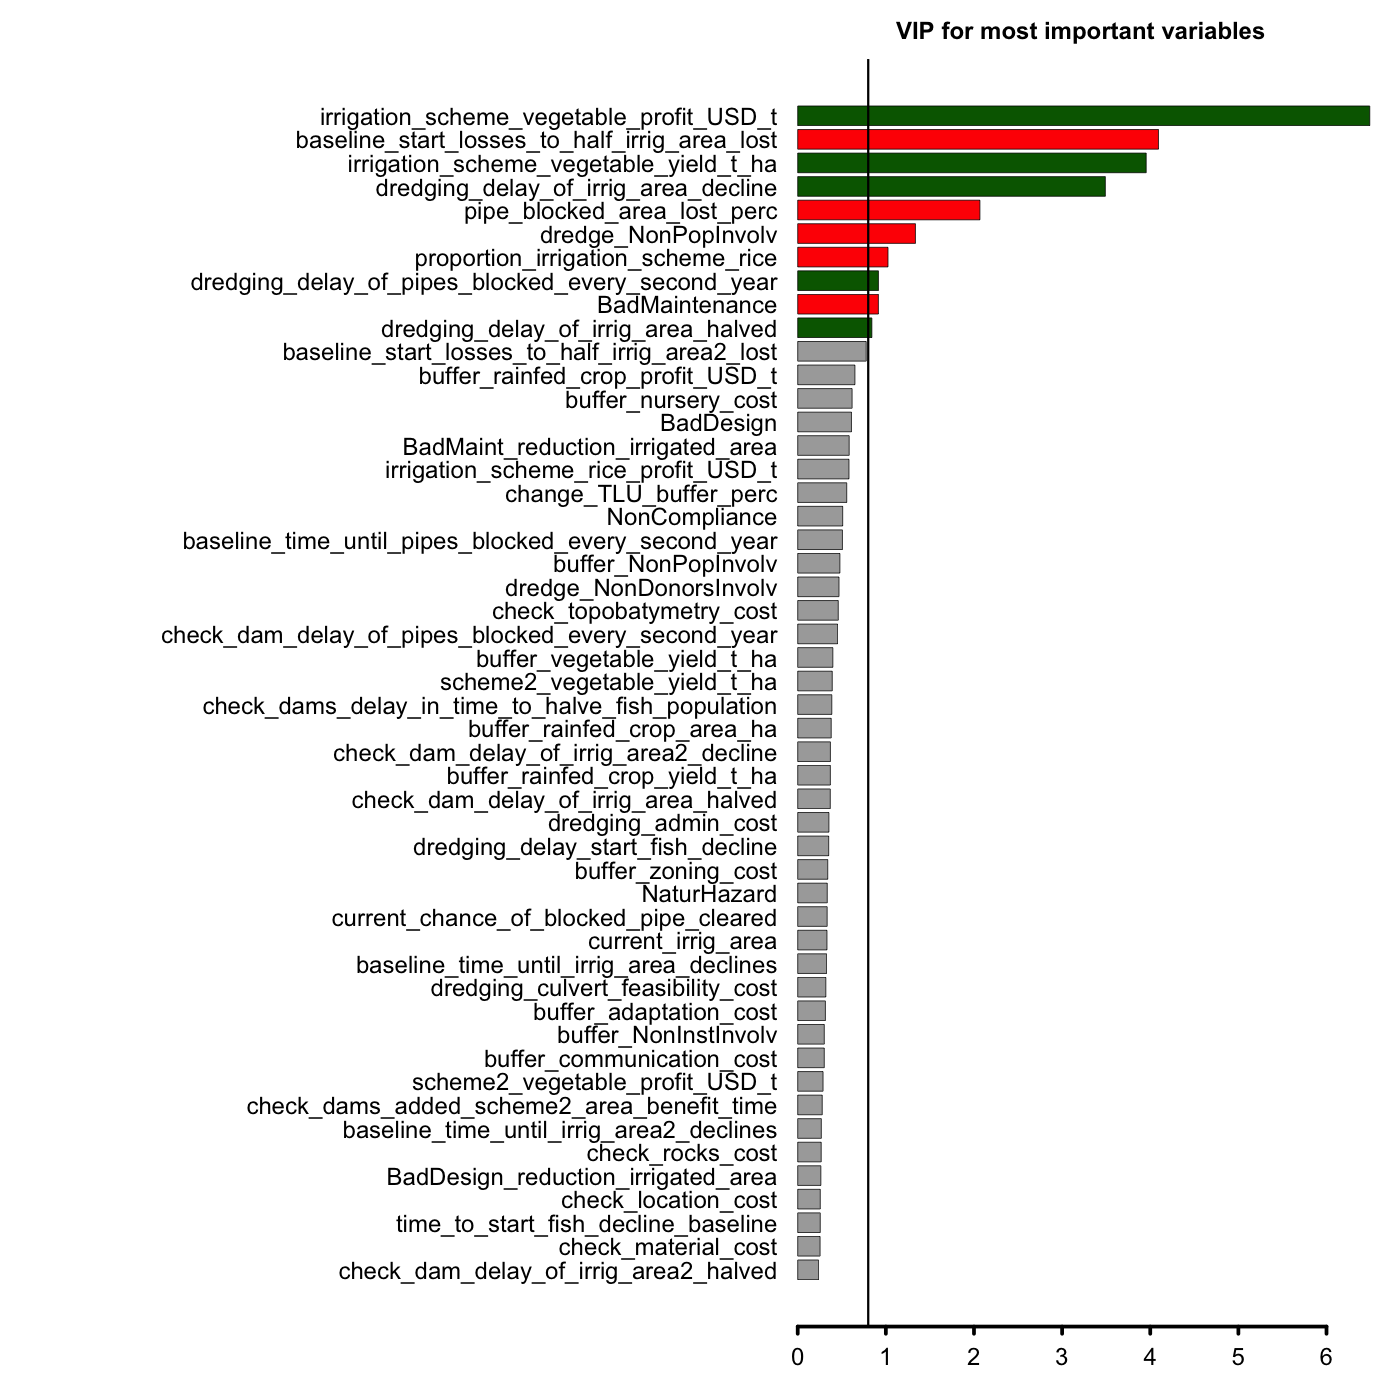 VIP for most important variables
irrigation_scheme_vegetable_profit_USD_t
baseline_start_losses_to_half_irrig_area_lost
irrigation_scheme_vegetable_yield_t_ha
dredging_delay_of_irrig_area_decline
pipe_blocked_area_lost_perc
dredge_NonPopInvolv
proportion_irrigation_scheme_rice
dredging_delay_of_pipes_blocked_every_second_year
BadMaintenance
dredging_delay_of_irrig_area_halved
baseline_start_losses_to_half_irrig_area2_lost
buffer_rainfed_crop_profit_USD_t
buffer_nursery_cost
BadDesign
BadMaint_reduction_irrigated_area
irrigation_scheme_rice_profit_USD_t
change_TLU_buffer_perc
NonCompliance
baseline_time_until_pipes_blocked_every_second_year
buffer_NonPopInvolv
dredge_NonDonorsInvolv
check_topobatymetry_cost
check_dam_delay_of_pipes_blocked_every_second_year
buffer_vegetable_yield_t_ha
scheme2_vegetable_yield_t_ha
check_dams_delay_in_time_to_halve_fish_population
buffer_rainfed_crop_area_ha
check_dam_delay_of_irrig_area2_decline
buffer_rainfed_crop_yield_t_ha
check_dam_delay_of_irrig_area_halved
dredging_admin_cost
dredging_delay_start_fish_decline
buffer_zoning_cost
NaturHazard
current_chance_of_blocked_pipe_cleared
current_irrig_area
baseline_time_until_irrig_area_declines
dredging_culvert_feasibility_cost
buffer_adaptation_cost
buffer_NonInstInvolv
buffer_communication_cost
scheme2_vegetable_profit_USD_t
check_dams_added_scheme2_area_benefit_time
baseline_time_until_irrig_area2_declines
check_rocks_cost
BadDesign_reduction_irrigated_area
check_location_cost
time_to_start_fish_decline_baseline
check_material_cost
check_dam_delay_of_irrig_area2_halved
0 1 2 3 4 5 6